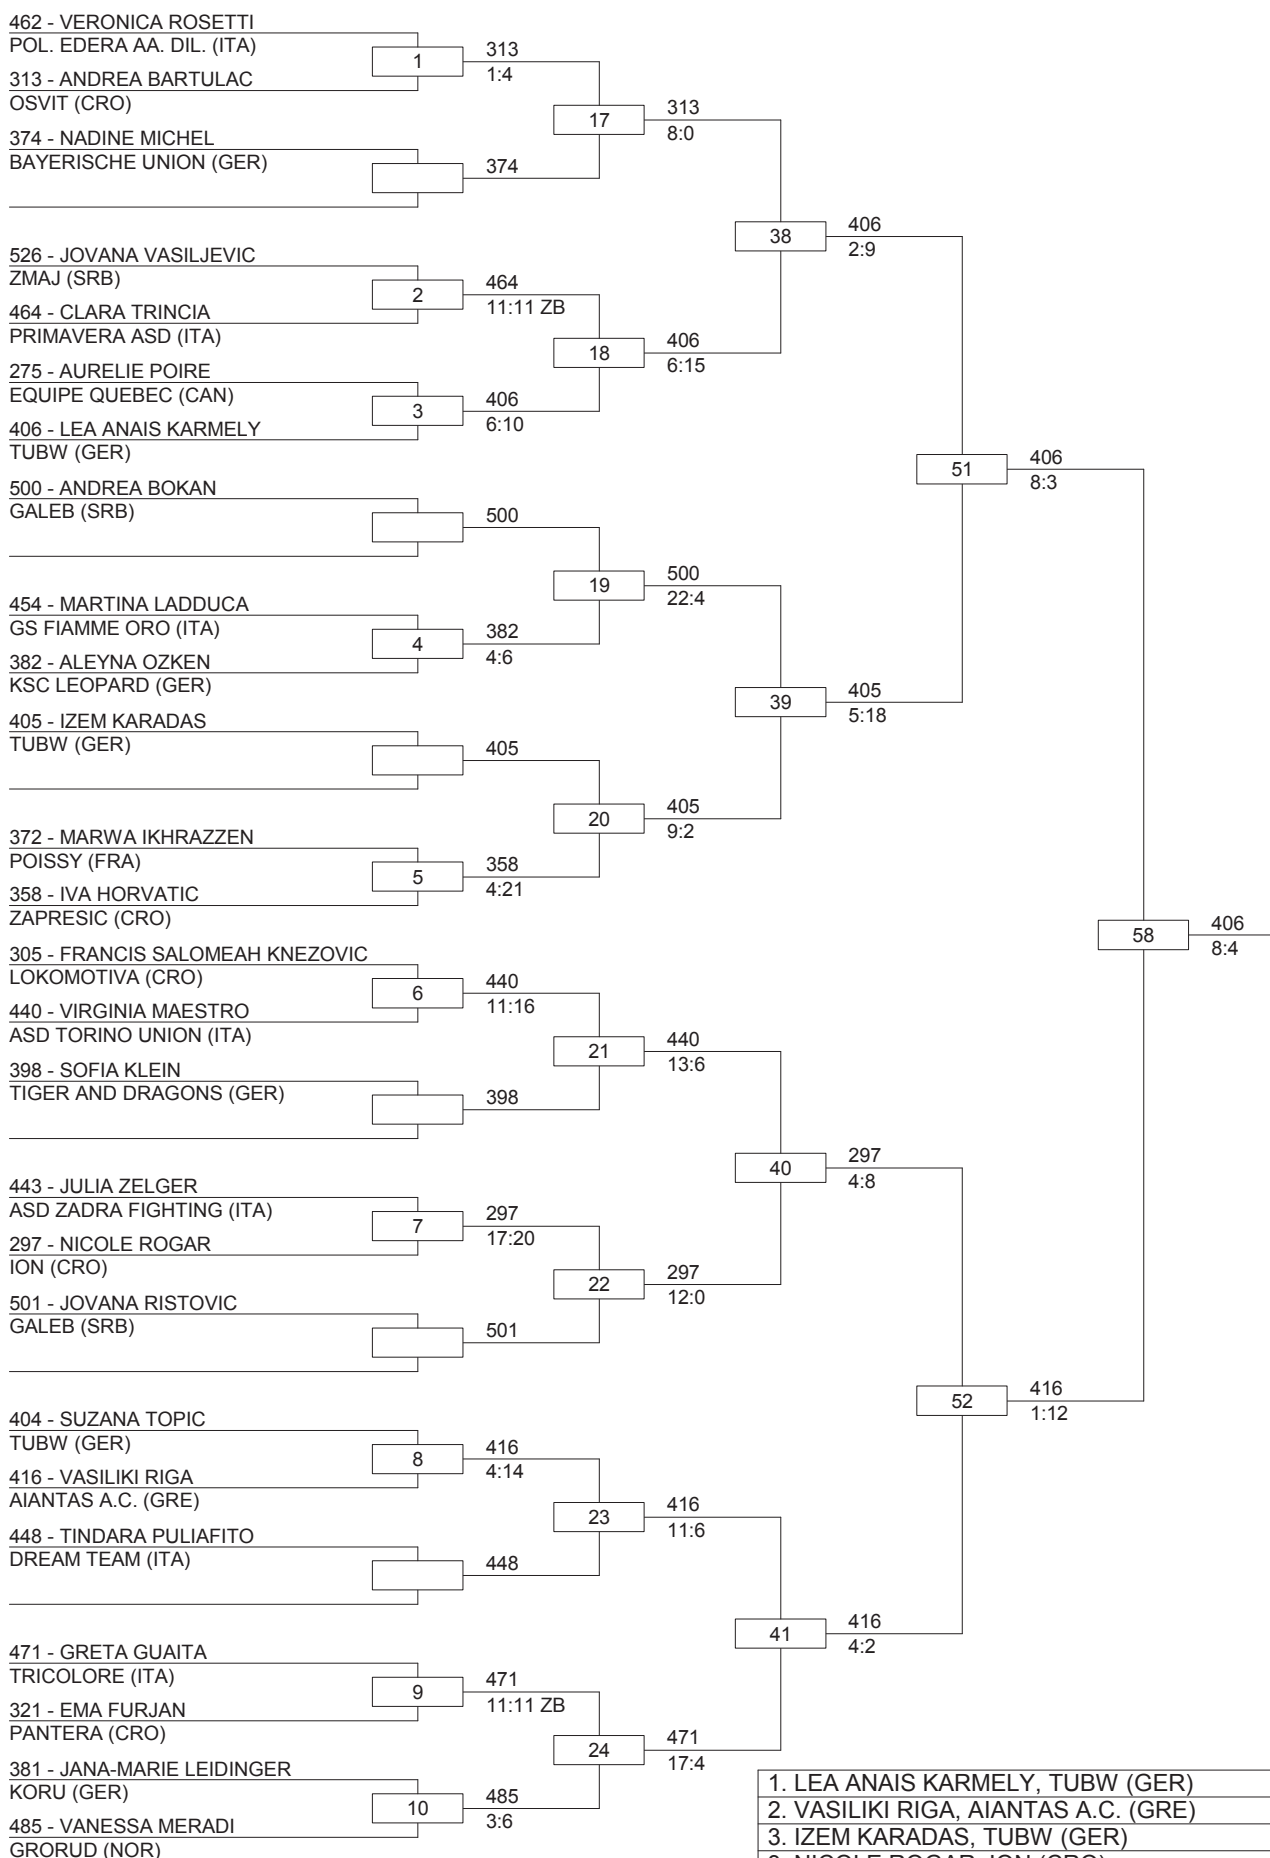 462 - VERONICA ROSETTI
POL. EDERA AA. DIL. (ITA)
1
313
1:4
313 - ANDREA BARTULAC
OSVIT (CRO)
17
313
8:0
374 - NADINE MICHEL
BAYERISCHE UNION (GER)
374
38
406
2:9
526 - JOVANA VASILJEVIC
ZMAJ (SRB)
2
464
11:11 ZB
464 - CLARA TRINCIA
PRIMAVERA ASD (ITA)
18
406
6:15
275 - AURELIE POIRE
EQUIPE QUEBEC (CAN)
3
406
6:10
406 - LEA ANAIS KARMELY
TUBW (GER)
51
406
8:3
500 - ANDREA BOKAN
GALEB (SRB)
500
19
500
22:4
454 - MARTINA LADDUCA
GS FIAMME ORO (ITA)
4
382
4:6
382 - ALEYNA OZKEN
KSC LEOPARD (GER)
39
405
5:18
405 - IZEM KARADAS
TUBW (GER)
405
20
405
9:2
372 - MARWA IKHRAZZEN
POISSY (FRA)
5
358
4:21
358 - IVA HORVATIC
ZAPRESIC (CRO)
58
406
8:4
305 - FRANCIS SALOMEAH KNEZOVIC
LOKOMOTIVA (CRO)
6
440
11:16
440 - VIRGINIA MAESTRO
ASD TORINO UNION (ITA)
21
440
13:6
398 - SOFIA KLEIN
TIGER AND DRAGONS (GER)
398
40
297
4:8
443 - JULIA ZELGER
ASD ZADRA FIGHTING (ITA)
7
297
17:20
297 - NICOLE ROGAR
ION (CRO)
22
297
12:0
501 - JOVANA RISTOVIC
GALEB (SRB)
501
52
416
1:12
404 - SUZANA TOPIC
TUBW (GER)
8
416
4:14
416 - VASILIKI RIGA
AIANTAS A.C. (GRE)
23
416
11:6
448 - TINDARA PULIAFITO
DREAM TEAM (ITA)
448
41
416
4:2
471 - GRETA GUAITA
TRICOLORE (ITA)
9
471
11:11 ZB
321 - EMA FURJAN
PANTERA (CRO)
24
471
17:4
381 - JANA-MARIE LEIDINGER
KORU (GER)
10
485
3:6
485 - VANESSA MERADI
GRORUD (NOR)
1. LEA ANAIS KARMELY, TUBW (GER)
2. VASILIKI RIGA, AIANTAS A.C. (GRE)
3. IZEM KARADAS, TUBW (GER)
3. NICOLE ROGAR, ION (CRO)